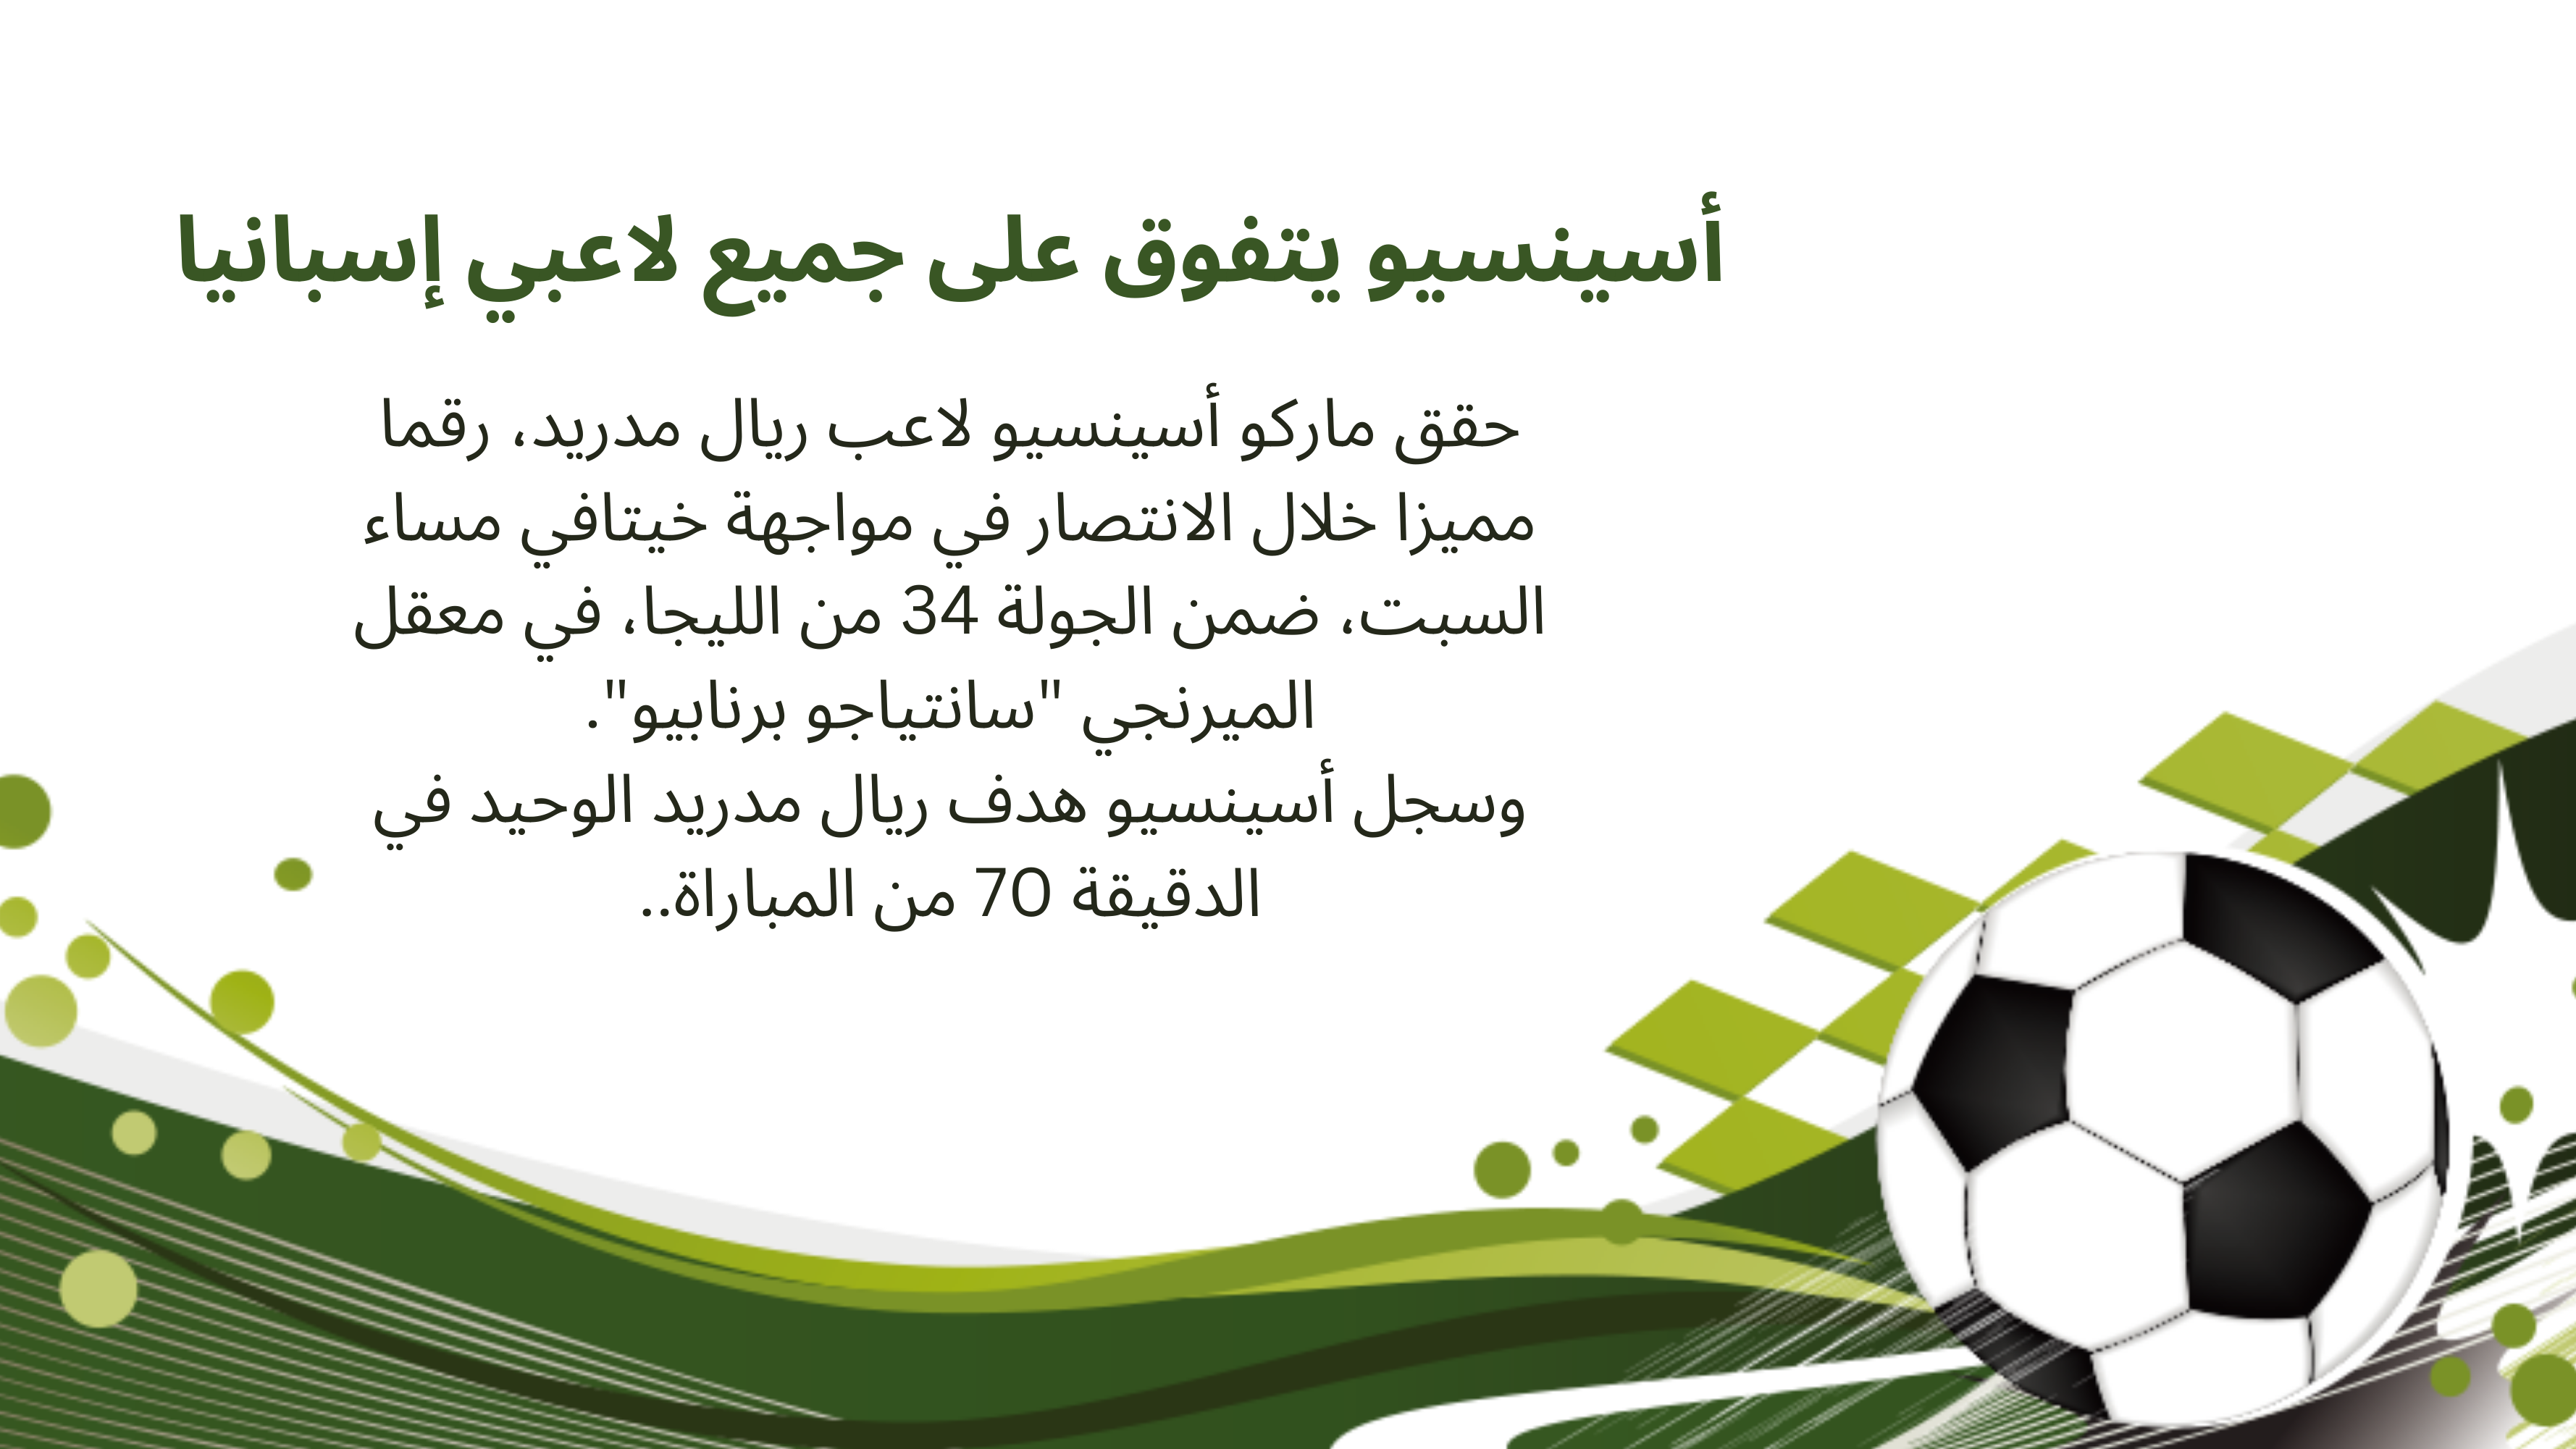 أسينسيو يتفوق على جميع لاعبي إسبانيا
حقق ماركو أسينسيو لاعب ريال مدريد، رقما
مميزا خلال الانتصار في مواجهة خيتافي مساء
السبت، ضمن الجولة 34 من الليجا، في معقل
الميرنجي "سانتياجو برنابيو".
وسجل أسينسيو هدف ريال مدريد الوحيد في
الدقيقة 70 من المباراة..